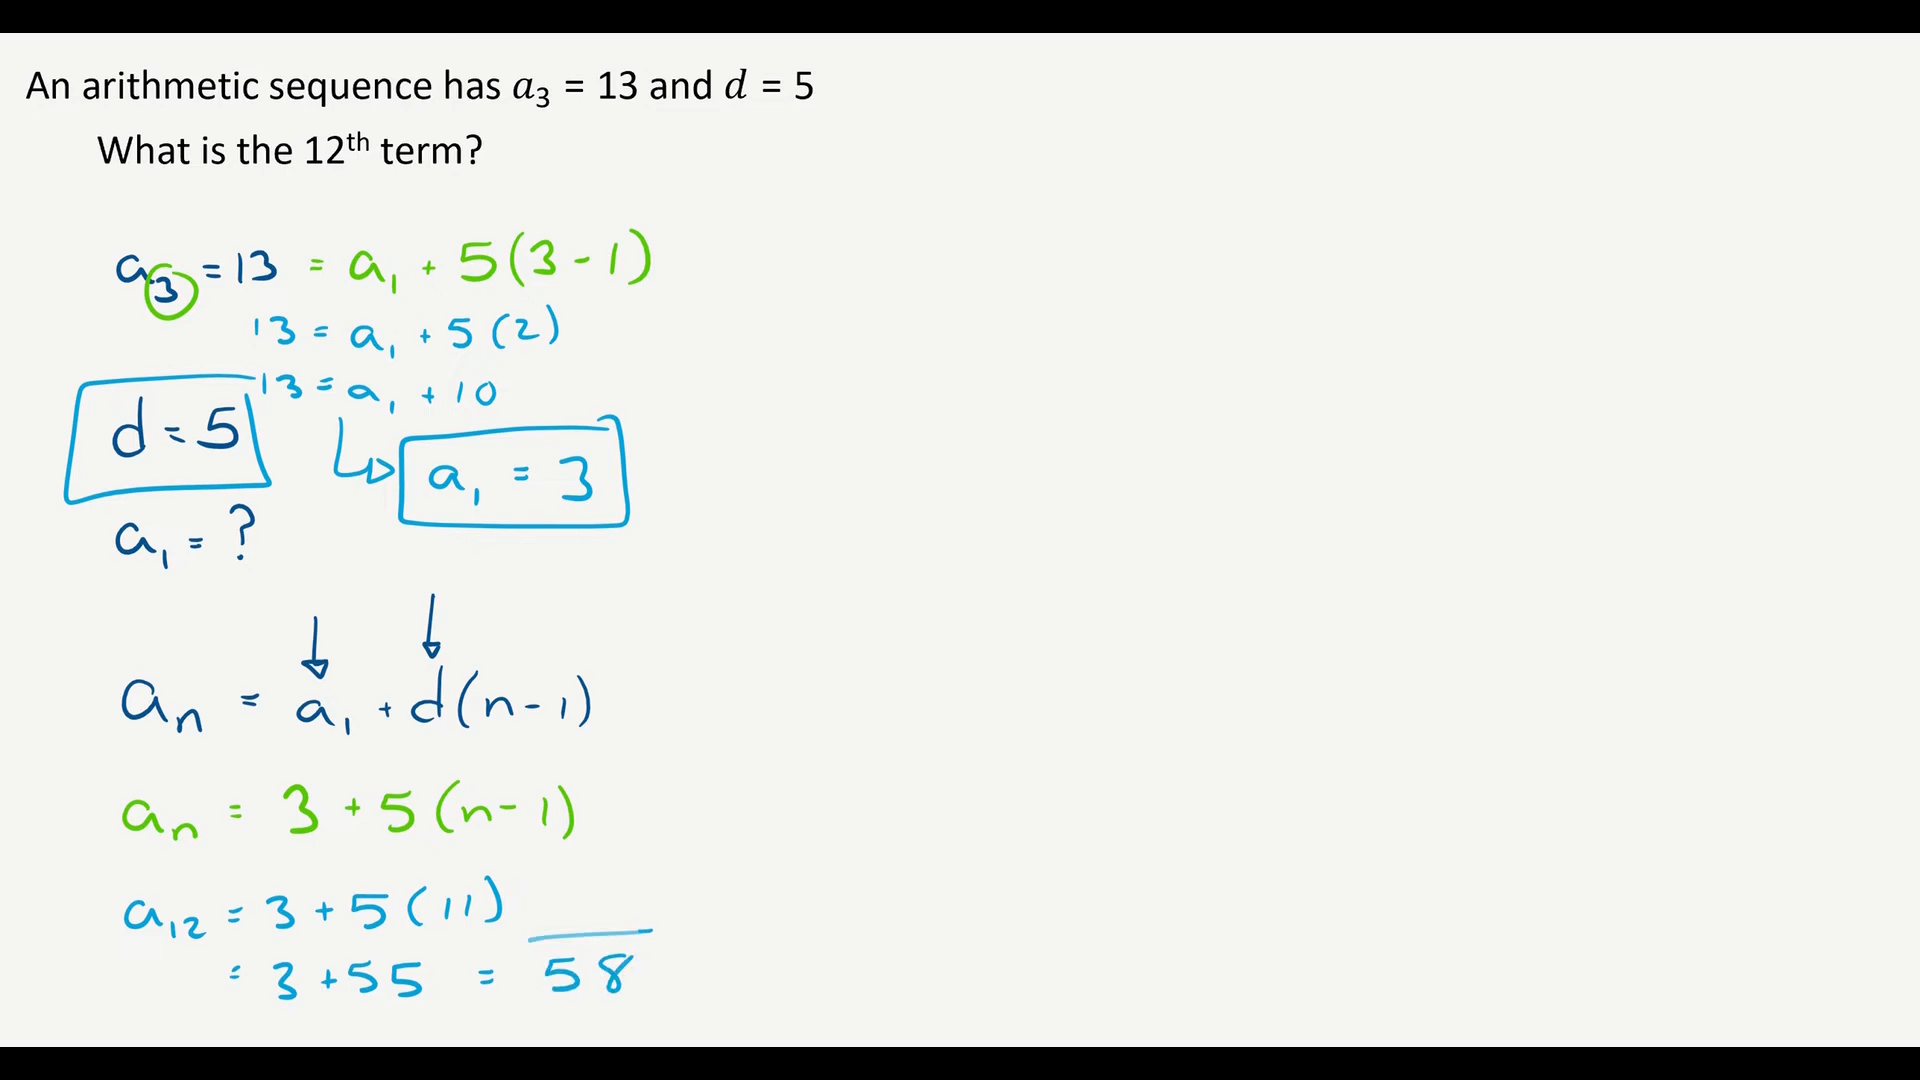 An arithmetic sequence has a₃ = 13 and d = 5
What is the 12ᵗʰ term?
a₃ = 13 = a₁ + 5(3 - 1)
13 = a₁ + 5(2)
13 = a₁ + 10
d = 5
a₁ = 3
a₁ = ?
aₙ = a₁ + d(n - 1)
aₙ = 3 + 5(n - 1)
a₁₂ = 3 + 5(11)
= 3 + 55 = 58